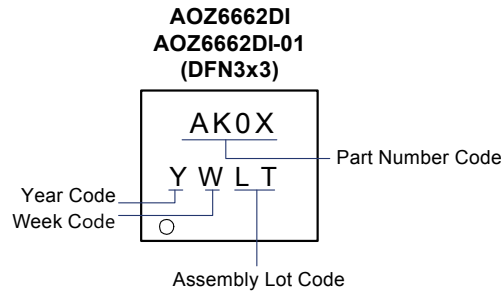 AOZ6662DI
AOZ6662DI-01
(DFN3x3)
AK0X
Part Number Code
Y W L T
Year Code
Week Code
Assembly Lot Code